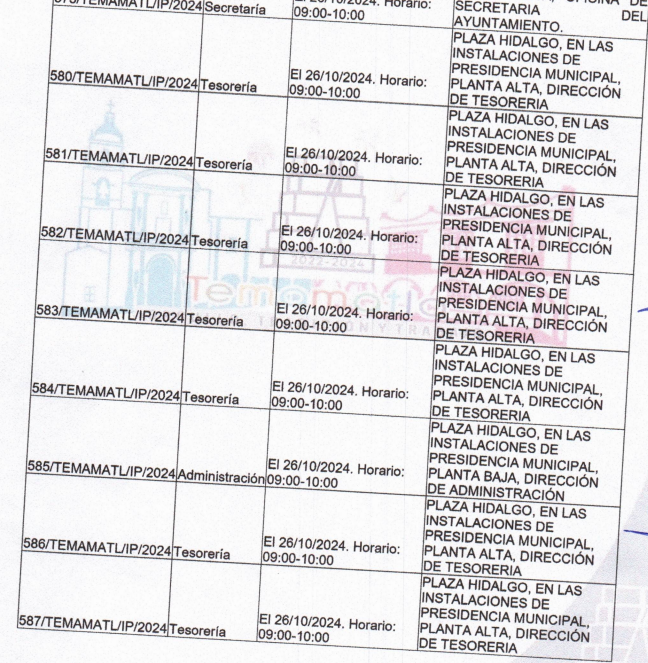 579/TEMAMATL/IP/2024 Secretaría
09:00-10:00
SECRETARIA DEL
AYUNTAMIENTO.
580/TEMAMATL/IP/2024 Tesorería
El 26/10/2024. Horario:
09:00-10:00
PLAZA HIDALGO, EN LAS
INSTALACIONES DE
PRESIDENCIA MUNICIPAL,
PLANTA ALTA, DIRECCIÓN
DE TESORERIA
581/TEMAMATL/IP/2024 Tesorería
El 26/10/2024. Horario:
09:00-10:00
PLAZA HIDALGO, EN LAS
INSTALACIONES DE
PRESIDENCIA MUNICIPAL,
PLANTA ALTA, DIRECCIÓN
DE TESORERIA
582/TEMAMATL/IP/2024 Tesorería
El 26/10/2024. Horario:
09:00-10:00
PLAZA HIDALGO, EN LAS
INSTALACIONES DE
PRESIDENCIA MUNICIPAL,
PLANTA ALTA, DIRECCIÓN
DE TESORERIA
2022-2024
Temamatla
583/TEMAMATL/IP/2024 Tesorería
El 26/10/2024. Horario:
09:00-10:00
PLAZA HIDALGO, EN LAS
INSTALACIONES DE
PRESIDENCIA MUNICIPAL,
PLANTA ALTA, DIRECCIÓN
DE TESORERIA
584/TEMAMATL/IP/2024 Tesorería
El 26/10/2024. Horario:
09:00-10:00
PLAZA HIDALGO, EN LAS
INSTALACIONES DE
PRESIDENCIA MUNICIPAL,
PLANTA ALTA, DIRECCIÓN
DE TESORERIA
585/TEMAMATL/IP/2024 Administración
El 26/10/2024. Horario:
09:00-10:00
PLAZA HIDALGO, EN LAS
INSTALACIONES DE
PRESIDENCIA MUNICIPAL,
PLANTA BAJA, DIRECCIÓN
DE ADMINISTRACIÓN
586/TEMAMATL/IP/2024 Tesorería
El 26/10/2024. Horario:
09:00-10:00
PLAZA HIDALGO, EN LAS
INSTALACIONES DE
PRESIDENCIA MUNICIPAL,
PLANTA ALTA, DIRECCIÓN
DE TESORERIA
587/TEMAMATL/IP/2024 Tesorería
El 26/10/2024. Horario:
09:00-10:00
PLAZA HIDALGO, EN LAS
INSTALACIONES DE
PRESIDENCIA MUNICIPAL,
PLANTA ALTA, DIRECCIÓN
DE TESORERIA